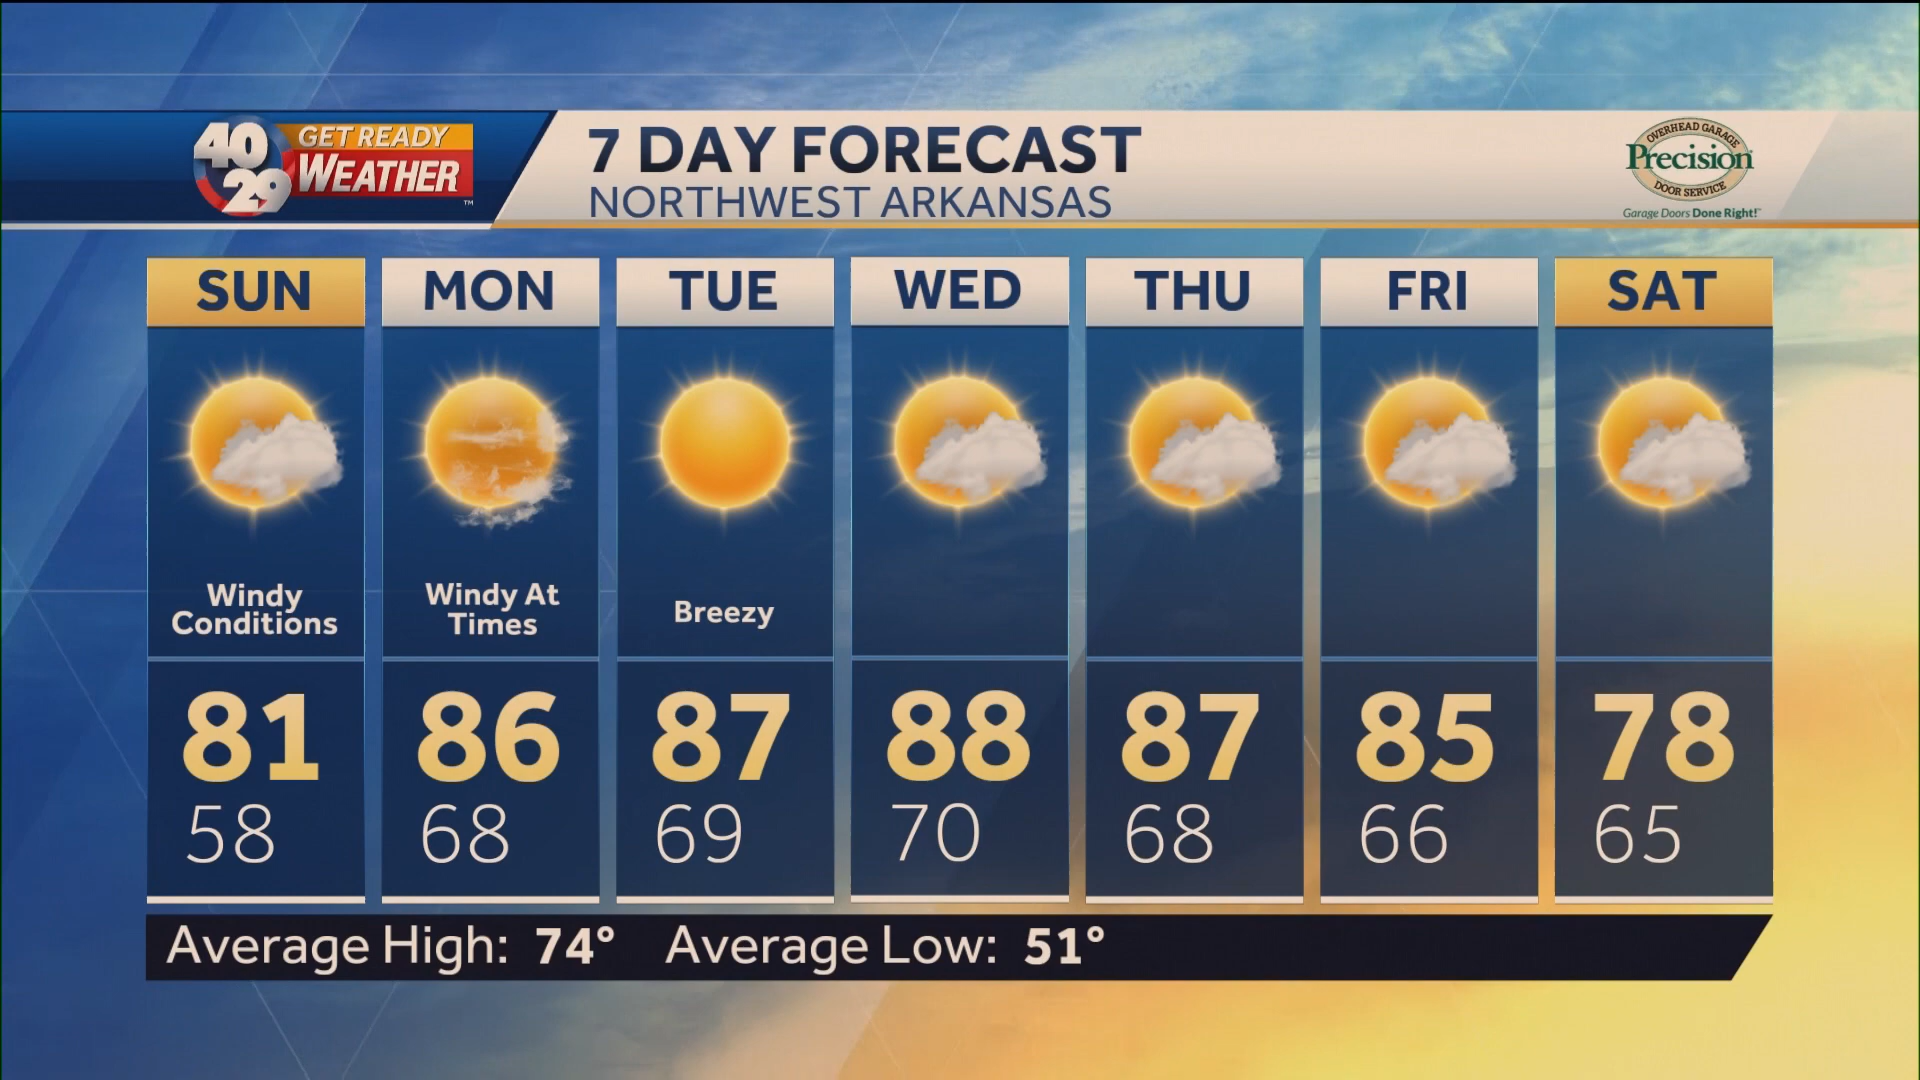 40
29
GET READY
WEATHER™
7 DAY FORECAST
NORTHWEST ARKANSAS
OVERHEAD GARAGE
Precision
DOOR SERVICE
Garage Doors Done Right!™
SUN MON TUE WED THU FRI SAT
Windy
Conditions
Windy At
Times
Breezy
81 86 87 88 87 85 78
58 68 69 70 68 66 65
Average High: 74° Average Low: 51°